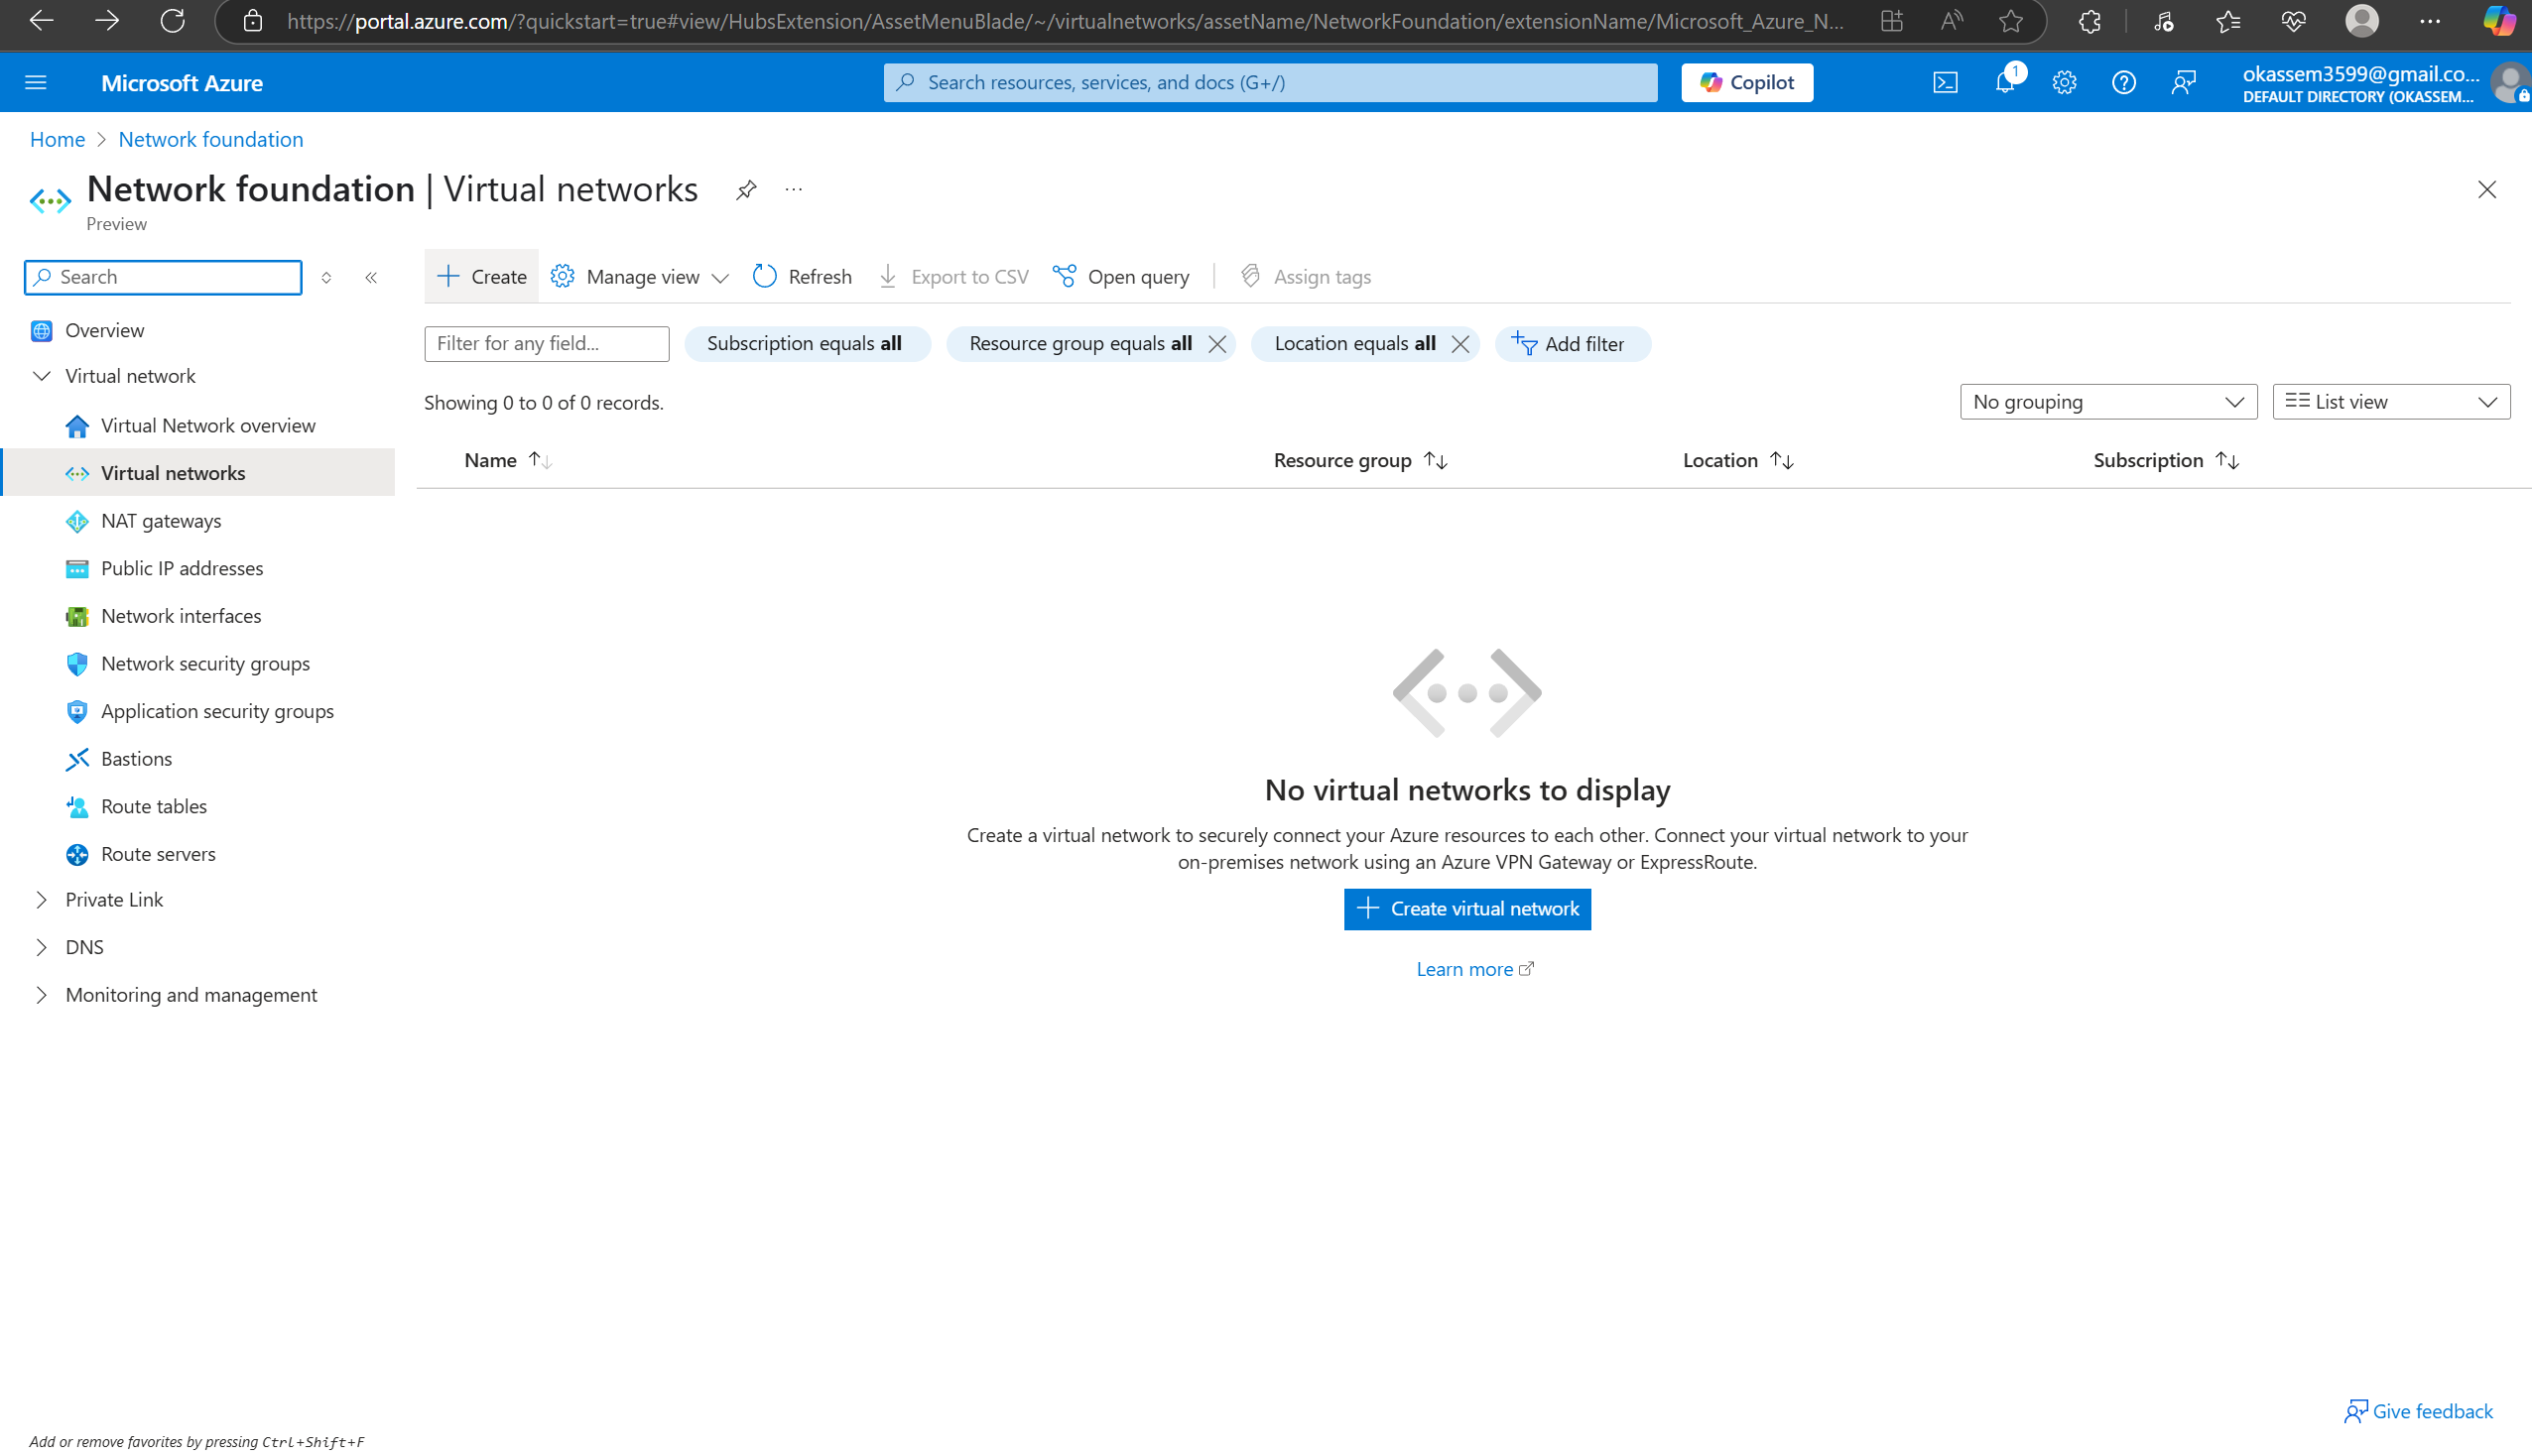 https://portal.azure.com/?quickstart=true#view/HubsExtension/AssetMenuBlade/~/virtualnetworks/assetName/NetworkFoundation/extensionName/Microsoft_Azure_N...
Microsoft Azure
Search resources, services, and docs (G+/)
Copilot
1
okassem3599@gmail.co...
DEFAULT DIRECTORY (OKASSEM...
Home > Network foundation
Network foundation | Virtual networks
Preview
Search
Create
Manage view
Refresh
Export to CSV
Open query
Assign tags
Overview
Virtual network
Virtual Network overview
Virtual networks
NAT gateways
Public IP addresses
Network interfaces
Network security groups
Application security groups
Bastions
Route tables
Route servers
Private Link
DNS
Monitoring and management
Filter for any field...
Subscription equals all
Resource group equals all
Location equals all
Add filter
Showing 0 to 0 of 0 records.
No grouping
List view
Name
Resource group
Location
Subscription
No virtual networks to display
Create a virtual network to securely connect your Azure resources to each other. Connect your virtual network to your
on-premises network using an Azure VPN Gateway or ExpressRoute.
Create virtual network
Learn more
Give feedback
Add or remove favorites by pressing Ctrl+Shift+F